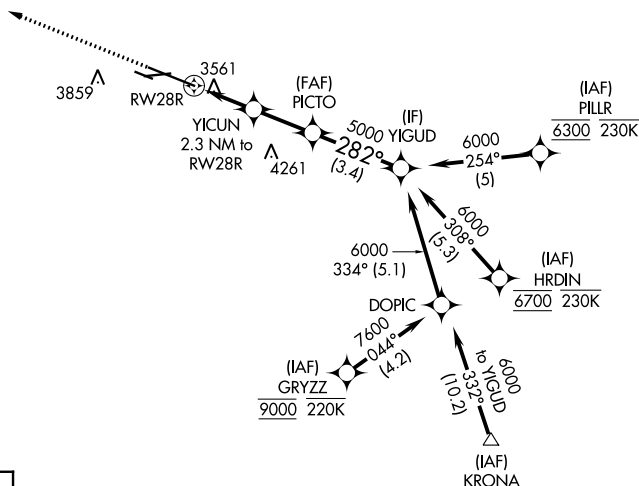 3859
3561
RW28R
(FAF)
PICTO
YICUN
2.3 NM to
RW28R
4261
5000
282°
(3.4)
(IF)
YIGUD
(IAF)
PILLR
6300 230K
6000
254°
(5)
6000
308°
(5.3)
(IAF)
HRDIN
6700 230K
6000
334° (5.1)
DOPIC
7600
044°
(4.2)
(IAF)
GRYZZ
9000 220K
6000
to YIGUD
332°
(10.2)
(IAF)
KRONA